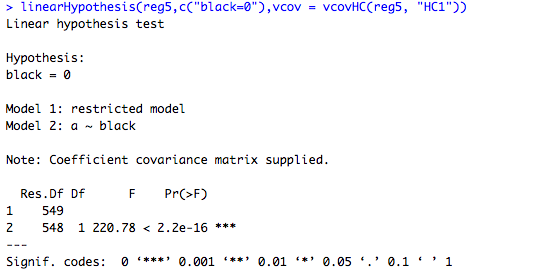 > linearHypothesis(reg5,c("black=0"),vcov = vcovHC(reg5, "HC1"))
Linear hypothesis test
Hypothesis:
black = 0
Model 1: restricted model
Model 2: a ~ black
Note: Coefficient covariance matrix supplied.
Res.Df Df F Pr(>F)
1 549
2 548 1 220.78 < 2.2e-16 ***
---
Signif. codes: 0 ‘***’ 0.001 ‘**’ 0.01 ‘*’ 0.05 ‘.’ 0.1 ‘ ’ 1